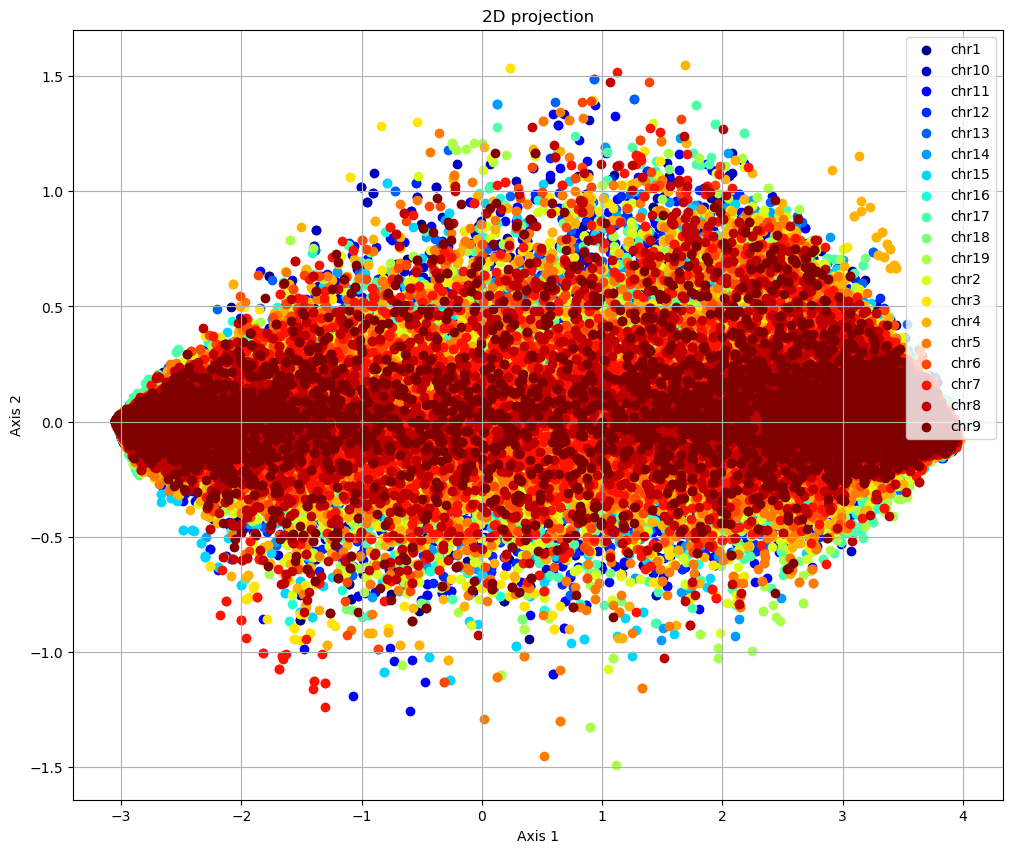 2D projection
Axis 2
1.5
1.0
0.5
0.0
−0.5
−1.0
−1.5
−3
−2
−1
0
1
2
3
4
Axis 1
chr1
chr10
chr11
chr12
chr13
chr14
chr15
chr16
chr17
chr18
chr19
chr2
chr3
chr4
chr5
chr6
chr7
chr8
chr9